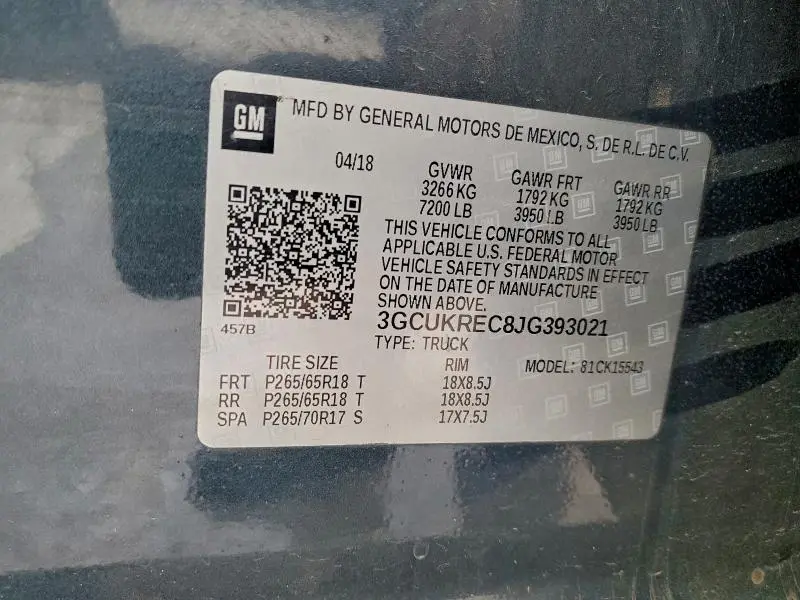 GM
MFD BY GENERAL MOTORS DE MEXICO, S. DE R.L. DE C.V.
04/18 GVWR GAWR FRT GAWR RR
3266 KG 1792 KG 1792 KG
7200 LB 3950 LB 3950 LB
THIS VEHICLE CONFORMS TO ALL
APPLICABLE U.S. FEDERAL MOTOR
VEHICLE SAFETY STANDARDS IN EFFECT
ON THE DATE OF MANUFACTURE
SHOWN ABOVE.
457B
3GCUKREC8JG393021
TYPE: TRUCK
TIRE SIZE RIM MODEL: 81CK15543
FRT P265/65R18 T 18X8.5J
RR P265/65R18 T 18X8.5J
SPA P265/70R17 S 17X7.5J